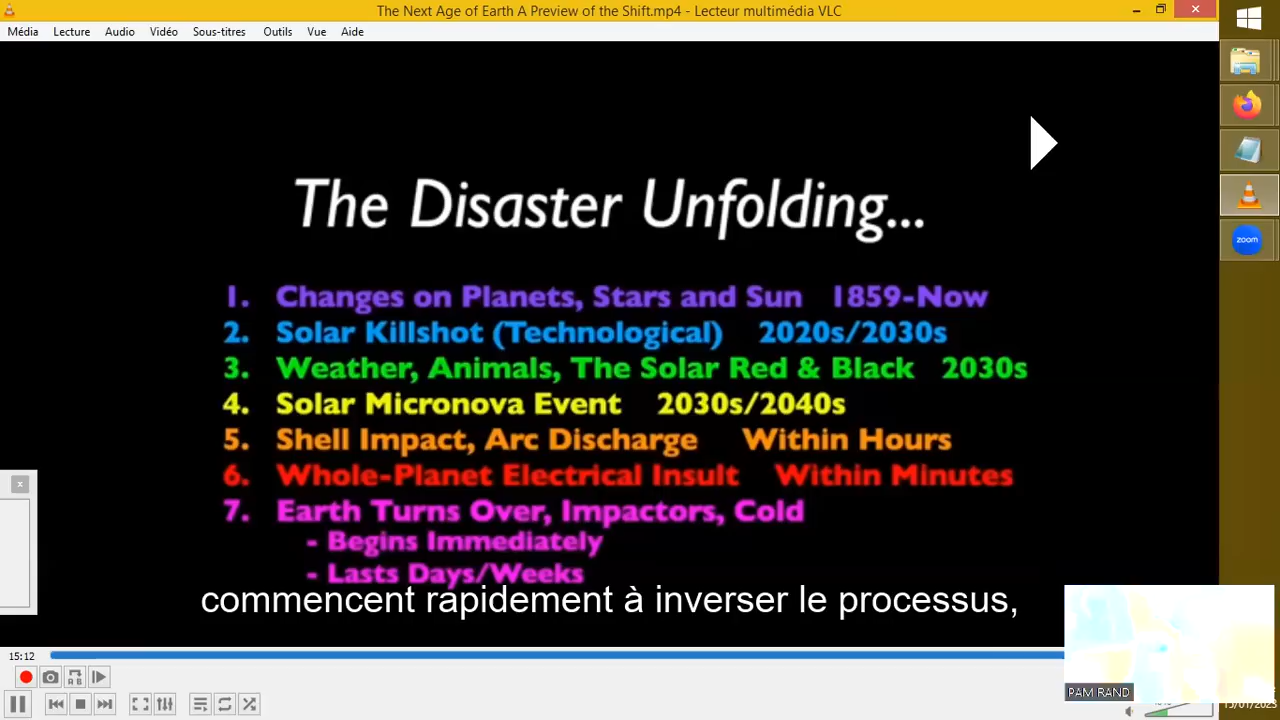 The Next Age of Earth A Preview of the Shift.mp4 - Lecteur multimédia VLC
Média Lecture Audio Vidéo Sous-titres Outils Vue Aide
The Disaster Unfolding...
1. Changes on Planets, Stars and Sun 1859-Now
2. Solar Killshot (Technological) 2020s/2030s
3. Weather, Animals, The Solar Red & Black 2030s
4. Solar Micronova Event 2030s/2040s
5. Shell Impact, Arc Discharge Within Hours
6. Whole-Planet Electrical Insult Within Minutes
7. Earth Turns Over, Impactors, Cold
- Begins Immediately
- Lasts Days/Weeks
commencent rapidement à inverser le processus,
zoom
15:12
A B
PAM RAND
15/01/2023